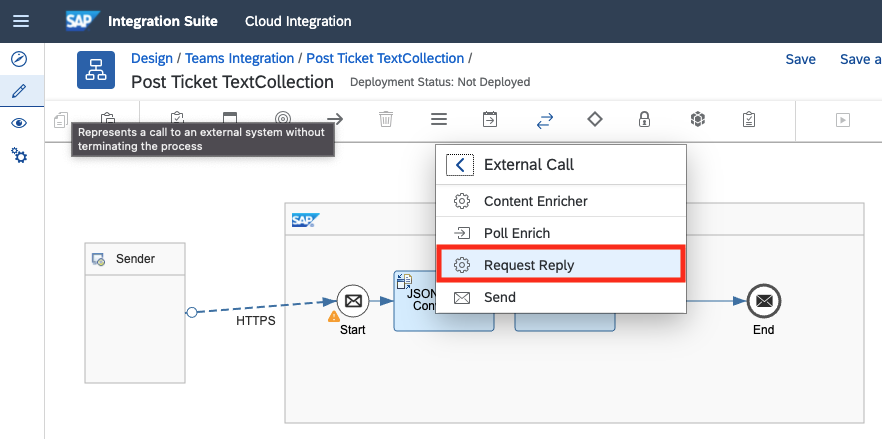 SAP Integration Suite Cloud Integration
Design / Teams Integration / Post Ticket TextCollection /
Save Save a
Post Ticket TextCollection Deployment Status: Not Deployed
Represents a call to an external system without
terminating the process
External Call
Content Enricher
Poll Enrich
Request Reply
Send
SAP
Sender
JSON
Con
HTTPS
Start
End